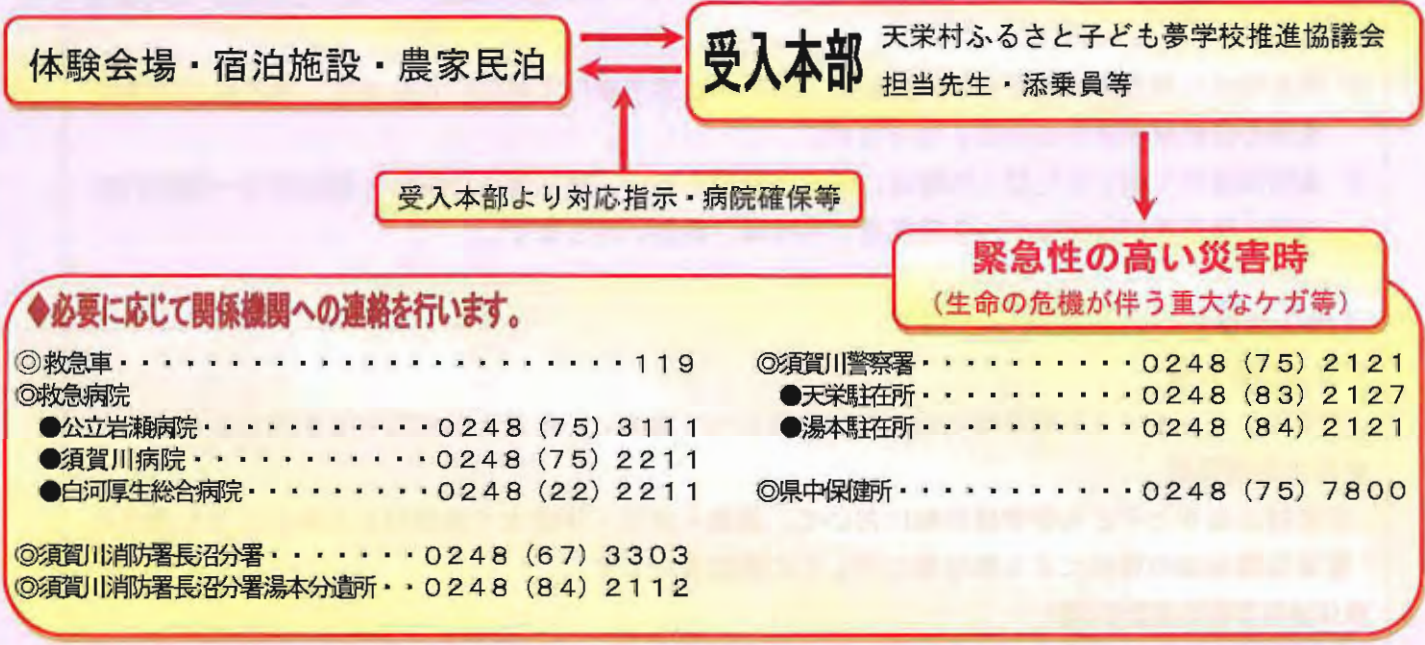 体験会場・宿泊施設・農家民泊
受入本部 天栄村ふるさと子ども夢学校推進協議会
担当先生・添乗員等
受入本部より対応指示・病院確保等
緊急性の高い災害時
（生命の危機が伴う重大なケガ等）
◆必要に応じて関係機関への連絡を行います。
◎救急車・・・・・・・・・・・・・・・・・・・・・・・・119
◎救急病院
●公立岩瀬病院・・・・・・・・・・・0248（75）3111
●須賀川病院・・・・・・・・・・・・0248（75）2211
●白河厚生総合病院・・・・・・・・・0248（22）2211
◎須賀川消防署長沼分署・・・・・・・0248（67）3303
◎須賀川消防署長沼分署湯本分遣所・・0248（84）2112
◎須賀川警察署・・・・・・・・・・0248（75）2121
●天栄駐在所・・・・・・・・・・0248（83）2127
●湯本駐在所・・・・・・・・・・0248（84）2121
◎県中保健所・・・・・・・・・・・0248（75）7800